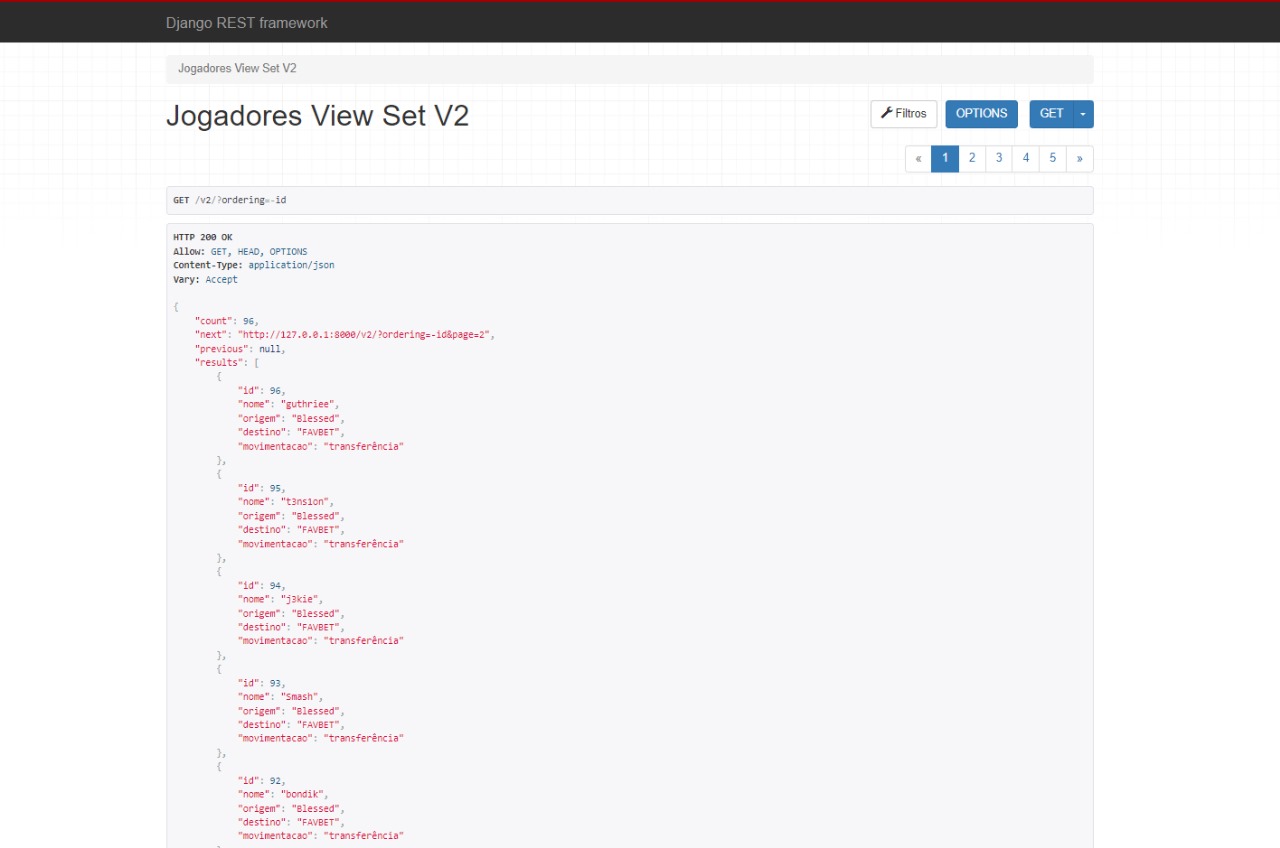 Django REST framework
Jogadores View Set V2
Jogadores View Set V2
Filtros
OPTIONS
GET
« 1 2 3 4 5 »
GET /v2/?ordering=-id
HTTP 200 OK
Allow: GET, HEAD, OPTIONS
Content-Type: application/json
Vary: Accept
{
"count": 96,
"next": "http://127.0.0.1:8000/v2/?ordering=-id&page=2",
"previous": null,
"results": [
{
"id": 96,
"nome": "guthriee",
"origem": "Blessed",
"destino": "FAVBET",
"movimentacao": "transferência"
},
{
"id": 95,
"nome": "t3ns1on",
"origem": "Blessed",
"destino": "FAVBET",
"movimentacao": "transferência"
},
{
"id": 94,
"nome": "j3kie",
"origem": "Blessed",
"destino": "FAVBET",
"movimentacao": "transferência"
},
{
"id": 93,
"nome": "Smash",
"origem": "Blessed",
"destino": "FAVBET",
"movimentacao": "transferência"
},
{
"id": 92,
"nome": "bondik",
"origem": "Blessed",
"destino": "FAVBET",
"movimentacao": "transferência"